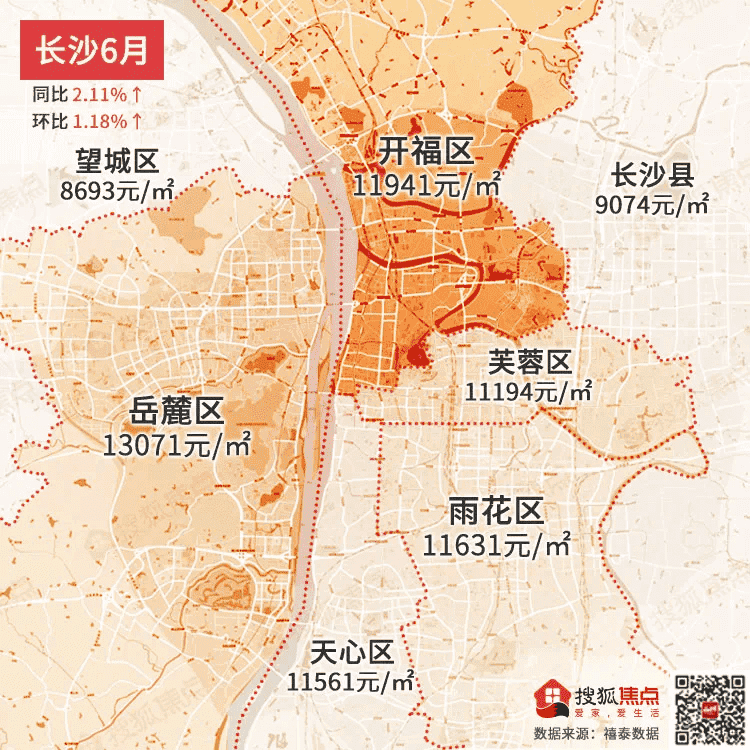 长沙6月
同比 2.11%↑
环比 1.18%↑
望城区
8693元/㎡
开福区
11941元/㎡
长沙县
9074元/㎡
芙蓉区
11194元/㎡
岳麓区
13071元/㎡
雨花区
11631元/㎡
天心区
11561元/㎡
搜狐焦点
爱家，爱生活
数据来源：禧泰数据